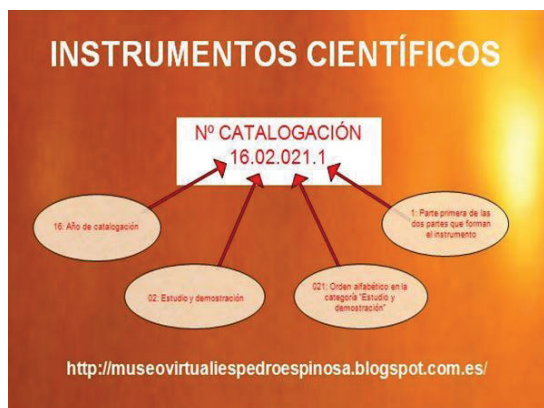 INSTRUMENTOS CIENTÍFICOS
Nº CATALOGACIÓN
16.02.021.1
16: Año de catalogación
1: Parte primera de las
dos partes que forman
el instrumento
02: Estudio y demostración
021: Orden alfabético en la
categoría "Estudio y
demostración"
http://museovirtualiespedroespinosa.blogspot.com.es/